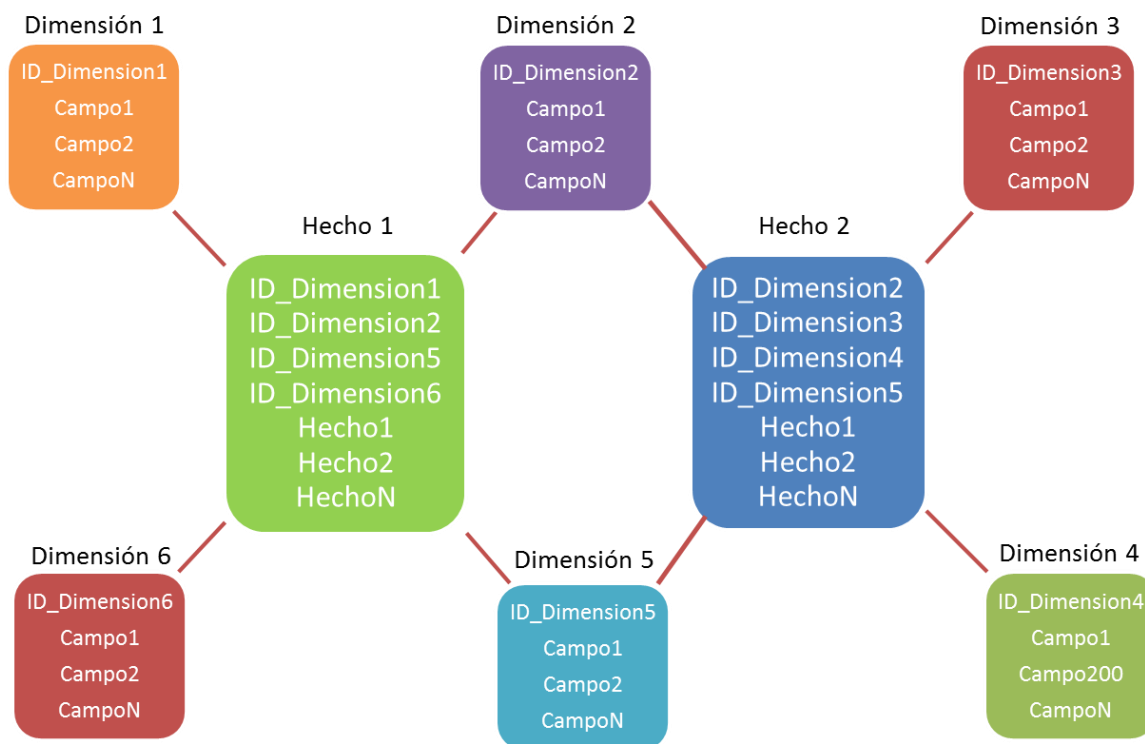 Dimensión 1
ID_Dimension1
Campo1
Campo2
CampoN
Dimensión 2
ID_Dimension2
Campo1
Campo2
CampoN
Dimensión 3
ID_Dimension3
Campo1
Campo2
CampoN
Hecho 1
ID_Dimension1
ID_Dimension2
ID_Dimension5
ID_Dimension6
Hecho1
Hecho2
HechoN
Hecho 2
ID_Dimension2
ID_Dimension3
ID_Dimension4
ID_Dimension5
Hecho1
Hecho2
HechoN
Dimensión 6
ID_Dimension6
Campo1
Campo2
CampoN
Dimensión 5
ID_Dimension5
Campo1
Campo2
CampoN
Dimensión 4
ID_Dimension4
Campo1
Campo200
CampoN